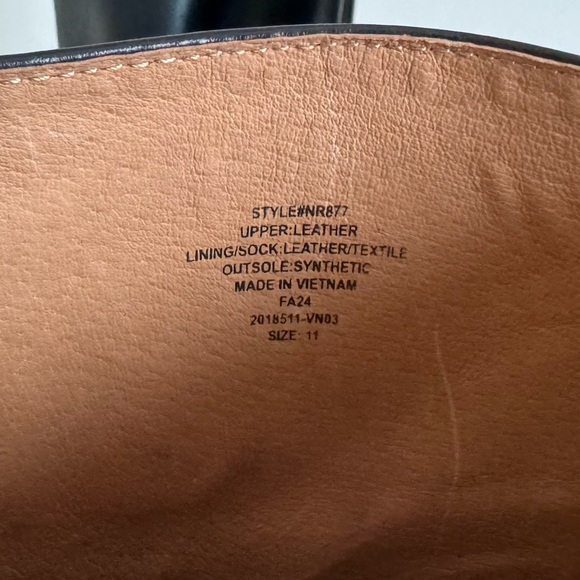 STYLE#NR877
UPPER:LEATHER
LINING/SOCK:LEATHER/TEXTILE
OUTSOLE:SYNTHETIC
MADE IN VIETNAM
FA24
2018511-VN03
SIZE: 11